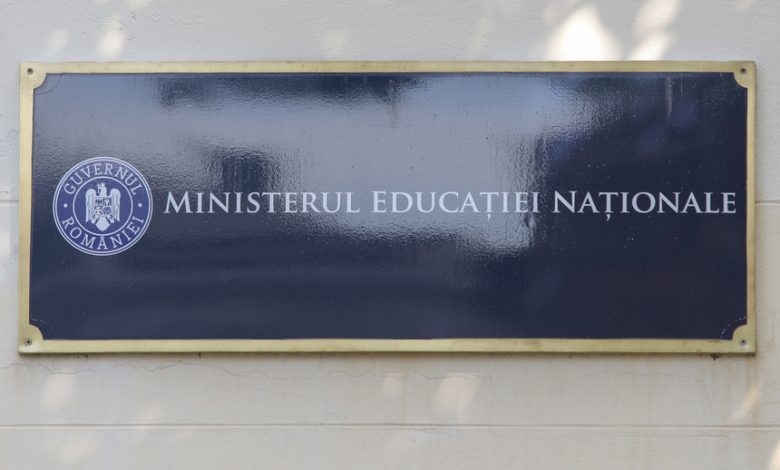 GUVERNUL
ROMÂNIEI
MINISTERUL EDUCAȚIEI NAȚIONALE